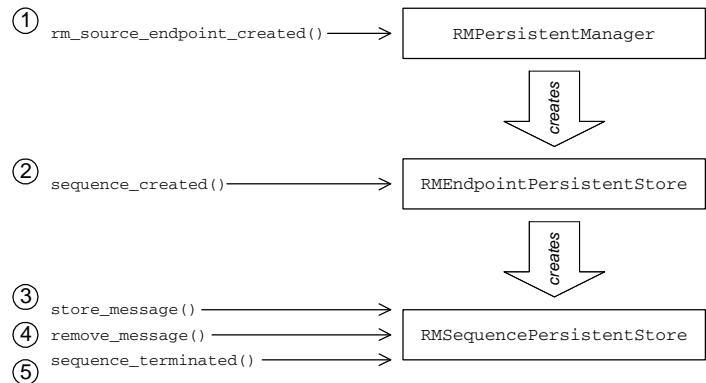 1 rm_source_endpoint_created() RMPersistentManager
creates
2 sequence_created() RMEndpointPersistentStore
creates
3 store_message()
4 remove_message() RMSequencePersistentStore
5 sequence_terminated()